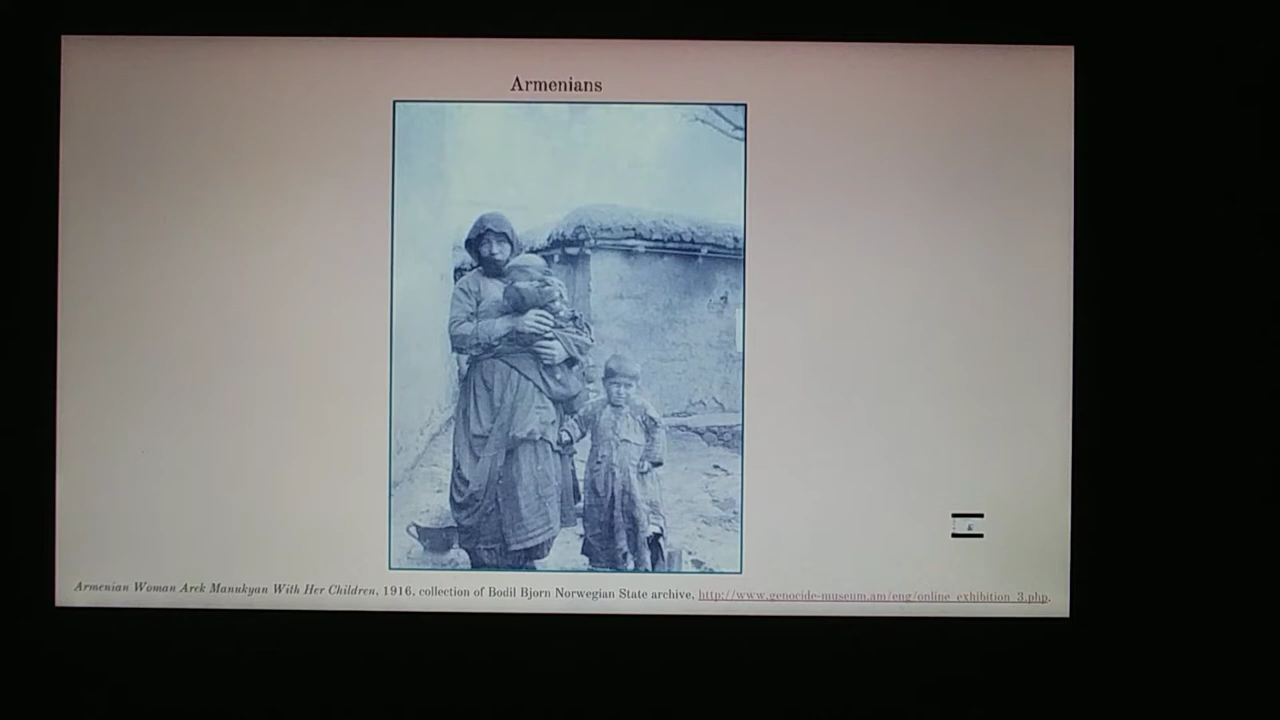 Armenians
Armenian Woman Arek Manukyan With Her Children, 1916, collection of Bodil Bjorn Norwegian State archive, http://www.genocide-museum.am/eng/online_exhibition_3.php.